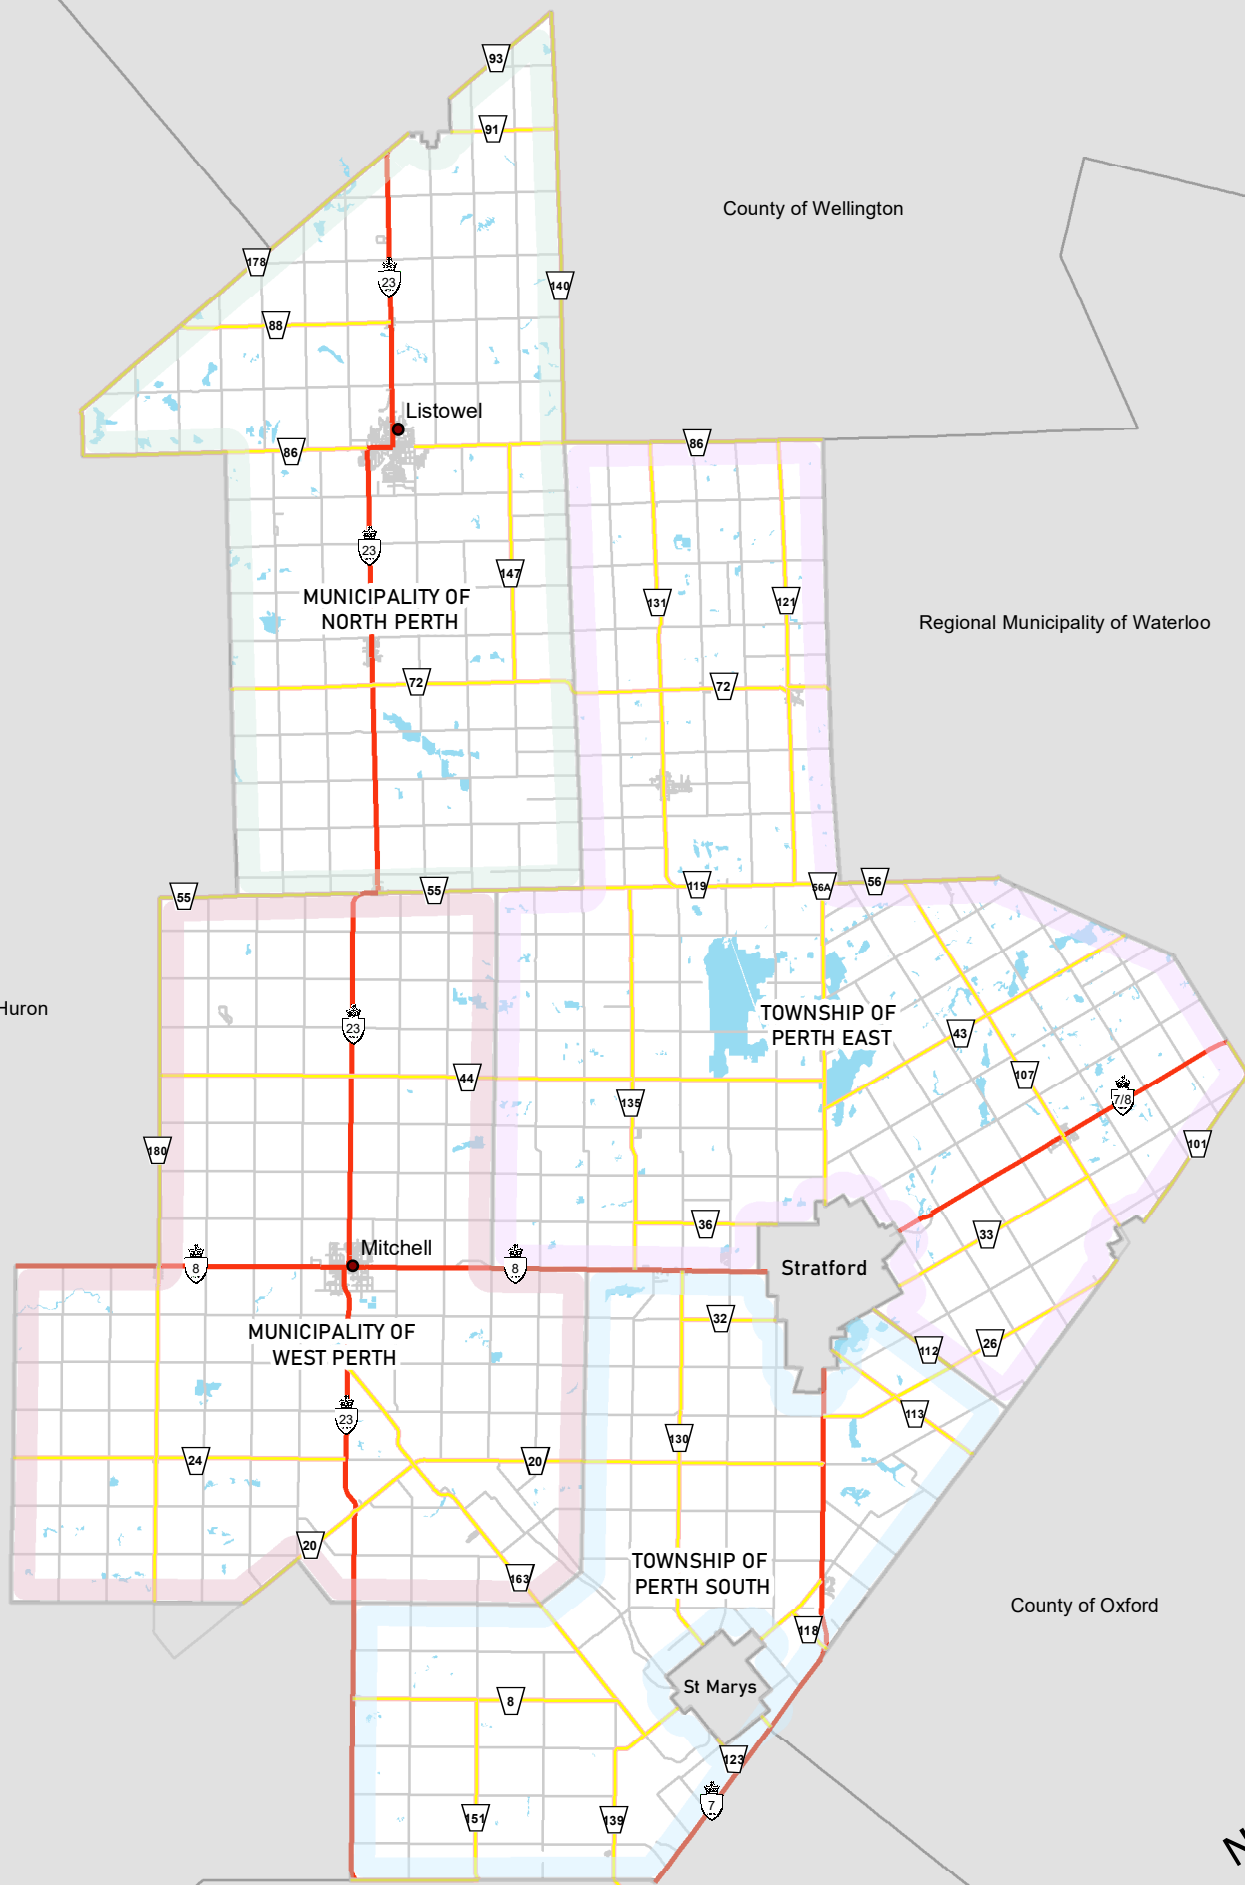 93
91
County of Wellington
178
23
140
88
Listowel
86
86
23
147
131
121
MUNICIPALITY OF
NORTH PERTH
Regional Municipality of Waterloo
72
72
55
55
119
56A
56
Huron
23
TOWNSHIP OF
PERTH EAST
43
44
107
135
7/8
180
101
36
33
Mitchell
8
8
Stratford
32
MUNICIPALITY OF
WEST PERTH
112
26
23
113
130
24
20
20
TOWNSHIP OF
PERTH SOUTH
163
County of Oxford
118
St Marys
8
123
7
151
139
N